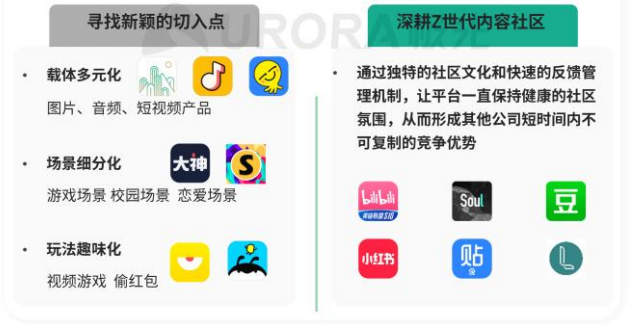 URORA 极光
寻找新颖的切入点
深耕Z世代内容社区
· 载体多元化
图片、音频、短视频产品
· 场景细分化
大神
S
游戏场景 校园场景 恋爱场景
· 玩法趣味化
视频游戏 偷红包
· 通过独特的社区文化和快速的反馈管
理机制，让平台一直保持健康的社区
氛围，从而形成其他公司短时间内不
可复制的竞争优势
bilibili
Soul
豆
小红书
贴
L